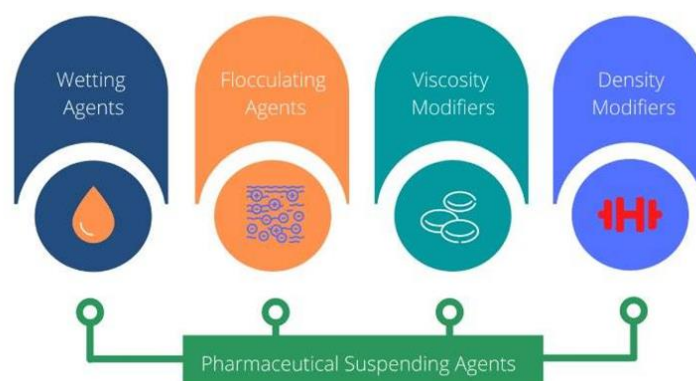 Wetting
Agents
Flocculating
Agents
Viscosity
Modifiers
Density
Modifiers
Pharmaceutical Suspending Agents